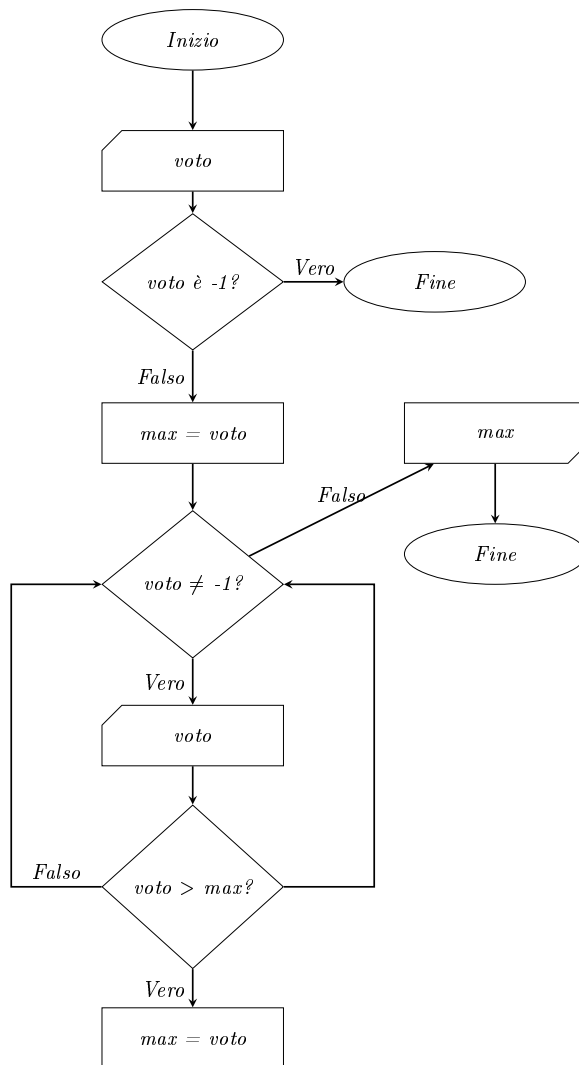 Inizio
voto
voto è -1?
Vero
Fine
Falso
max = voto
max
Falso
Fine
voto ≠ -1?
Vero
voto
Falso
voto > max?
Vero
max = voto